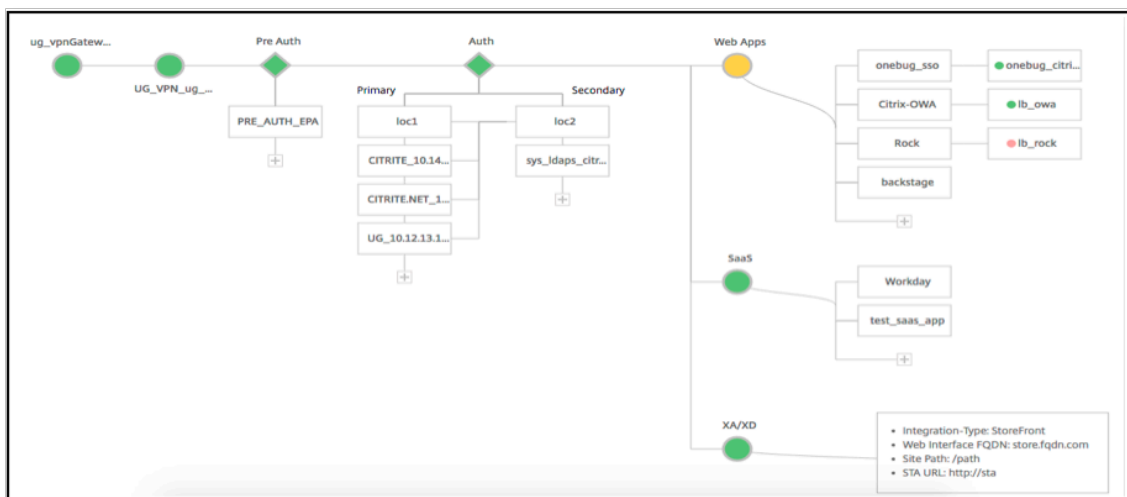 ug_vpnGatew...
UG_VPN_ug_...
Pre Auth
PRE_AUTH_EPA
Auth
Primary
Secondary
loc1
CITRITE_10.14...
CITRITE.NET_1...
UG_10.12.13.1...
loc2
sys_ldaps_citr...
Web Apps
onebug_sso
onebug_citri...
Citrix-OWA
lb_owa
Rock
lb_rock
backstage
SaaS
Workday
test_saas_app
XA/XD
• Integration-Type: StoreFront
• Web Interface FQDN: store.fqdn.com
• Site Path: /path
• STA URL: http://sta